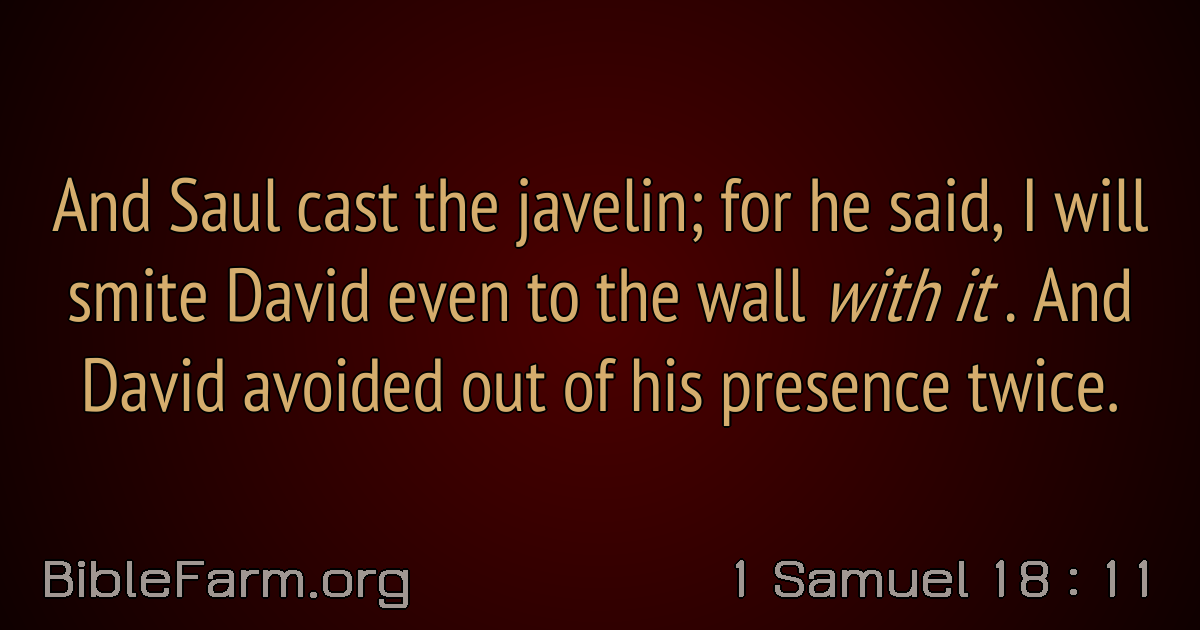 And Saul cast the javelin; for he said, I will
smite David even to the wall with it . And
David avoided out of his presence twice.
BibleFarm.org
1 Samuel 18 : 11